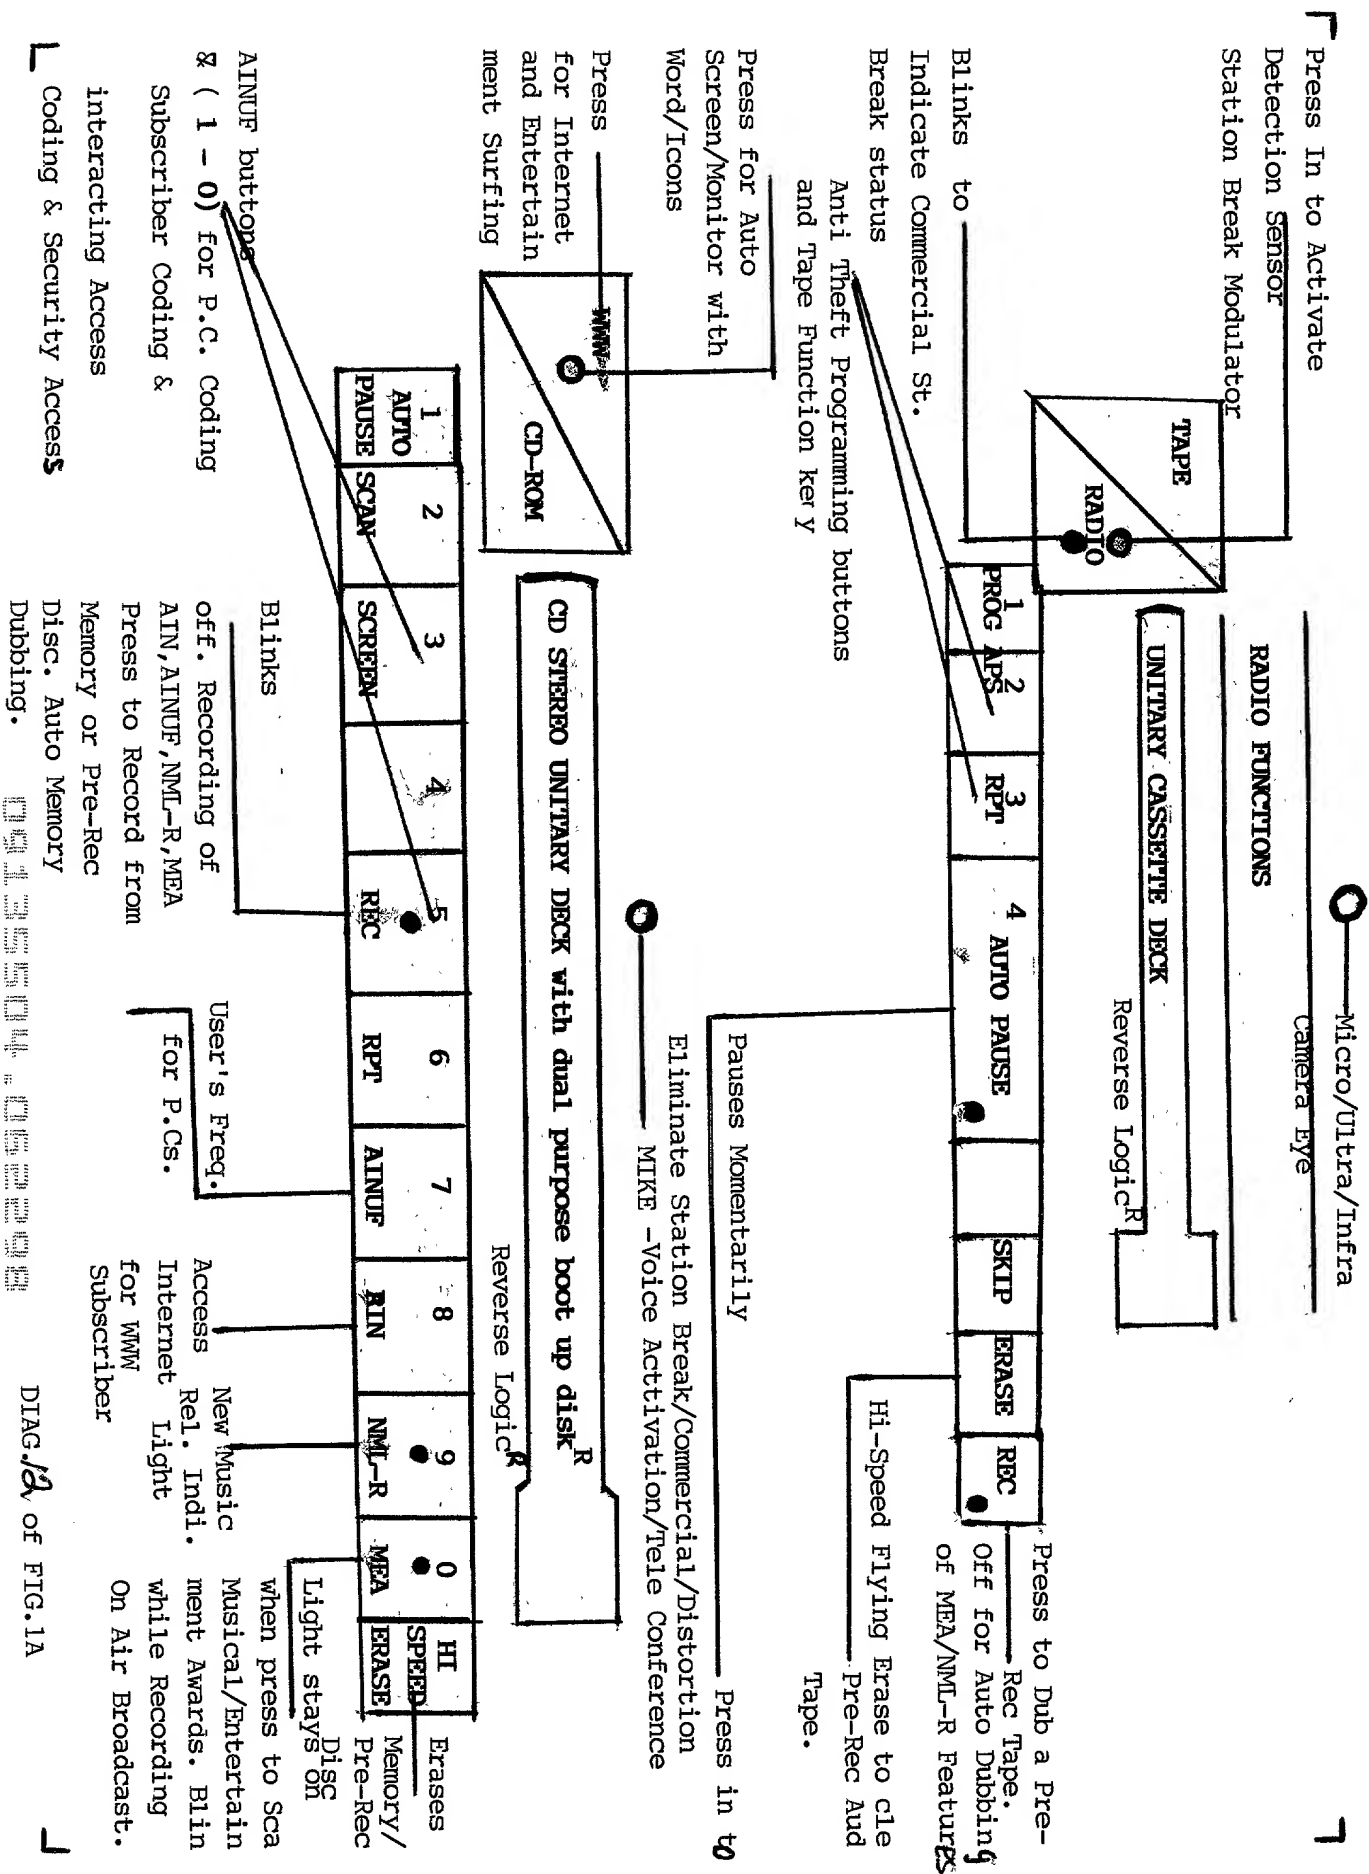 Press In to Activate
Detection Sensor
Station Break Modulator
Micro/Ultra/Infra
Camera Eye
RADIO FUNCTIONS
TAPE
RADIO
UNITARY CASSETTE DECK
Reverse Logic R
Blinks to
Indicate Commercial St.
Break status
1
PROG
2
APS
3
RPT
4 AUTO PAUSE
SKIP
ERASE
REC
Press to Dub a Pre-
Rec Tape.
Off for Auto Dubbing
of MEA/NML-R Features
Anti Theft Programming buttons
and Tape Function key
Hi-Speed Flying Erase to cle
Pre-Rec Aud
Tape.
Press for Auto
Screen/Monitor with
Word/Icons
Pauses Momentarily
Press in to
Eliminate Station Break/Commercial/Distortion
MIKE -Voice Acttivation/Tele Conference
Press
for Internet
and Entertain
ment Surfing
WWW
CD-ROM
CD STEREO UNITARY DECK with dual purpose boot up disk R
Reverse Logic R
1
AUTO
PAUSE
2
SCAN
3
SCREEN
4
5
REC
6
RPT
7
AINUF
8
9
NML-R
0
MEA
HI
SPEED
ERASE
Erases
Memory/
Pre-Rec
Disc
AINUF buttons
& ( 1 - 0) for P.C. Coding
Subscriber Coding &
interacting Access
Coding & Security Access
Blinks
off. Recording of
AIN,AINUF,NML-R,MEA
Press to Record from
Memory or Pre-Rec
Disc. Auto Memory
Dubbing.
User's Freq.
for P.Cs.
Access
Internet
for WWW
Subscriber
New Music
Rel. Indi.
Light
Light stays on
when press to Sca
Musical/Entertain
ment Awards. Blin
while Recording
On Air Broadcast.
DIAG.12 of FIG.1A